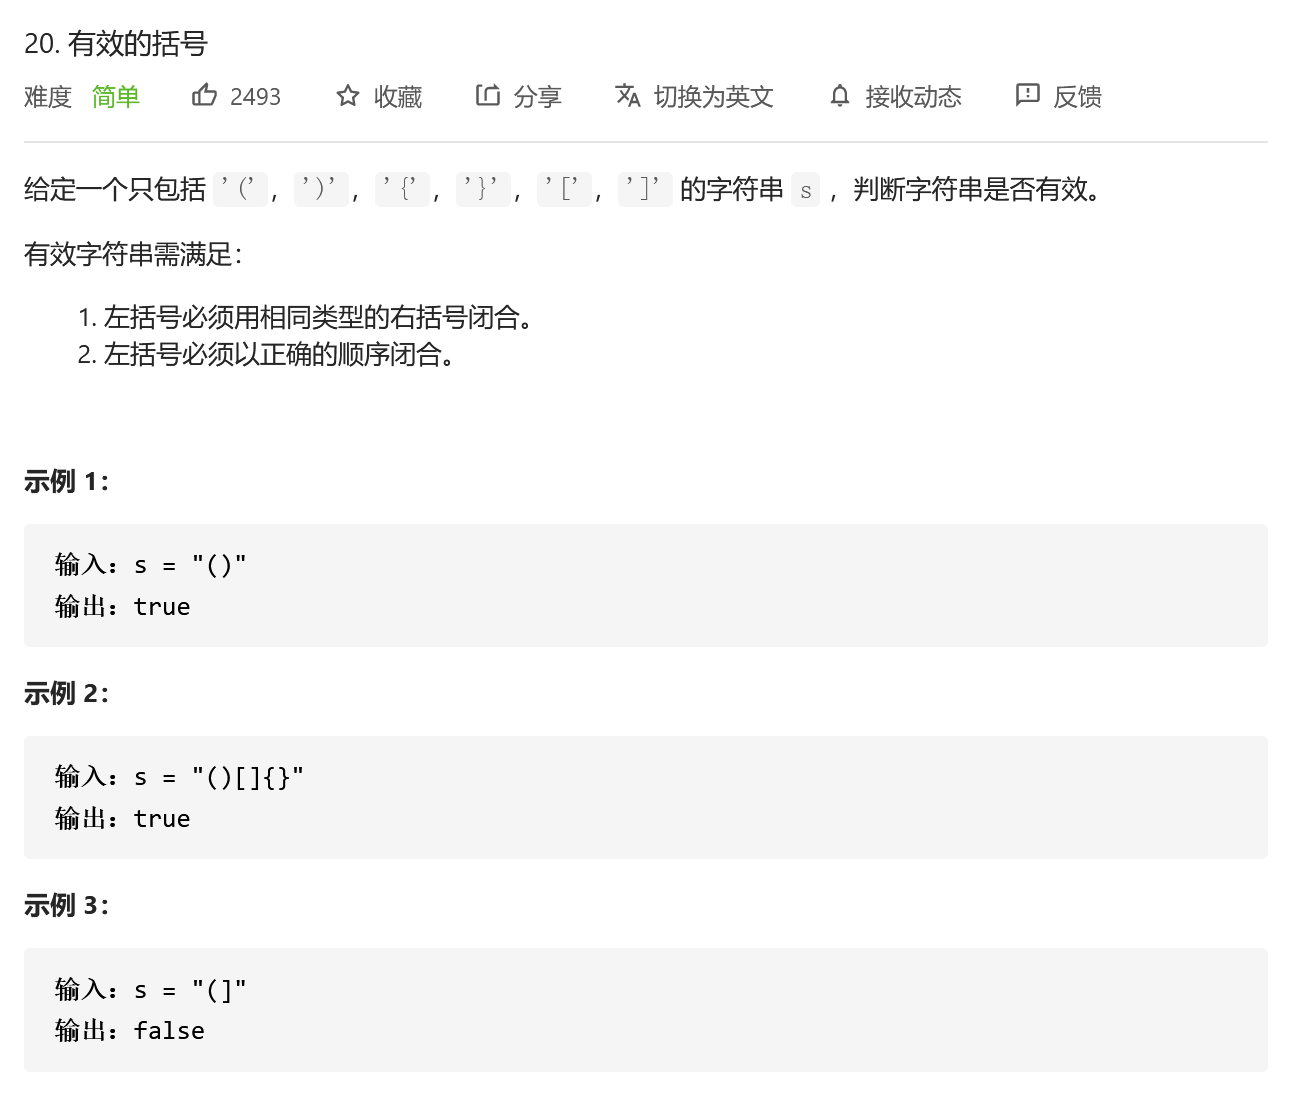 20. 有效的括号
难度 简单 2493 收藏 分享 切换为英文 接收动态 反馈
给定一个只包括 '('，')'，'{'，'}'，'['，']' 的字符串 s ，判断字符串是否有效。
有效字符串需满足：
1. 左括号必须用相同类型的右括号闭合。
2. 左括号必须以正确的顺序闭合。
示例 1：
输入：s = "()"
输出：true
示例 2：
输入：s = "()[]{}"
输出：true
示例 3：
输入：s = "(]"
输出：false